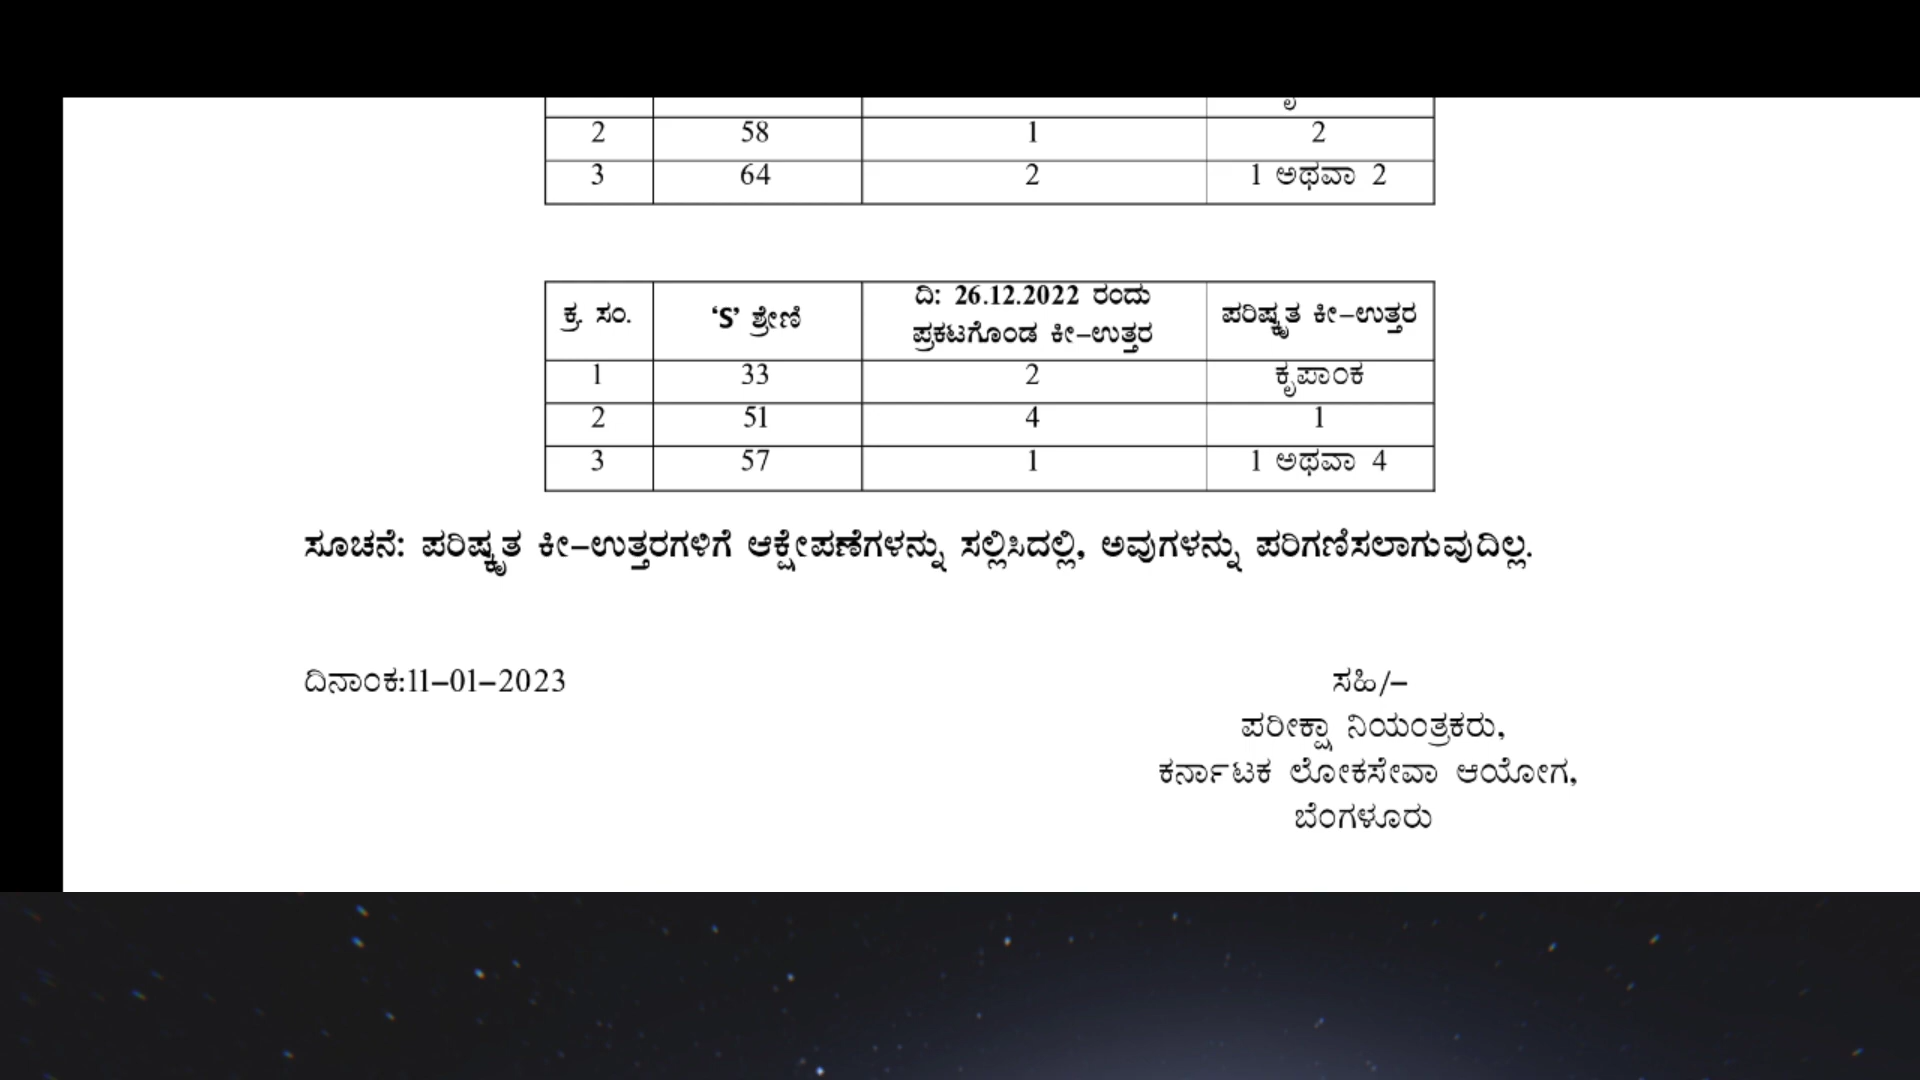 2 58 1 2
3 64 2 1 ಅಥವಾ 2
ಕ್ರ. ಸಂ. ‘S’ ಶ್ರೇಣಿ ದಿ: 26.12.2022 ರಂದು ಪ್ರಕಟಗೊಂಡ ಕೀ–ಉತ್ತರ ಪರಿಷ್ಕೃತ ಕೀ–ಉತ್ತರ
1 33 2 ಕೃಪಾಂಕ
2 51 4 1
3 57 1 1 ಅಥವಾ 4
ಸೂಚನೆ: ಪರಿಷ್ಕೃತ ಕೀ–ಉತ್ತರಗಳಿಗೆ ಆಕ್ಷೇಪಣೆಗಳನ್ನು ಸಲ್ಲಿಸಿದಲ್ಲಿ, ಅವುಗಳನ್ನು ಪರಿಗಣಿಸಲಾಗುವುದಿಲ್ಲ.
ದಿನಾಂಕ:11–01–2023
ಸಹಿ/–
ಪರೀಕ್ಷಾ ನಿಯಂತ್ರಕರು,
ಕರ್ನಾಟಕ ಲೋಕಸೇವಾ ಆಯೋಗ,
ಬೆಂಗಳೂರು